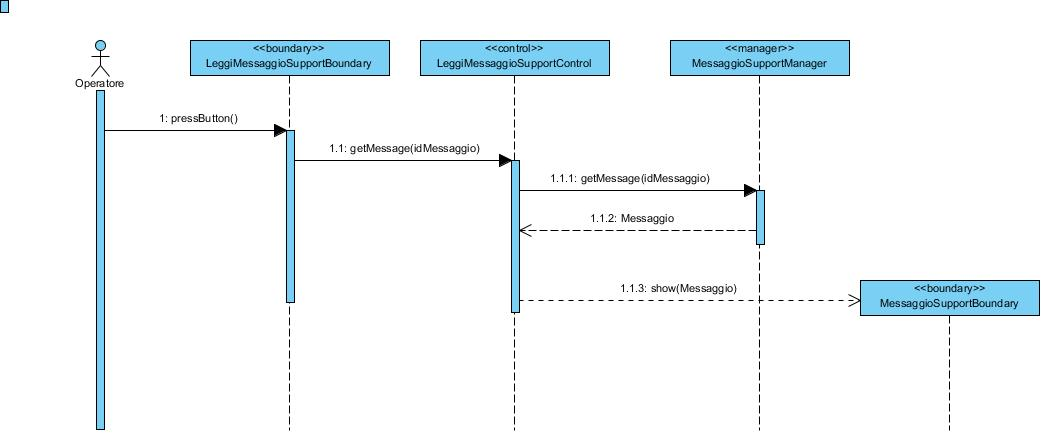 <<boundary>>
LeggiMessaggioSupportBoundary
<<control>>
LeggiMessaggioSupportControl
<<manager>>
MessaggioSupportManager
Operatore
1: pressButton()
1.1: getMessage(idMessaggio)
1.1.1: getMessage(idMessaggio)
1.1.2: Messaggio
1.1.3: show(Messaggio)
<<boundary>>
MessaggioSupportBoundary